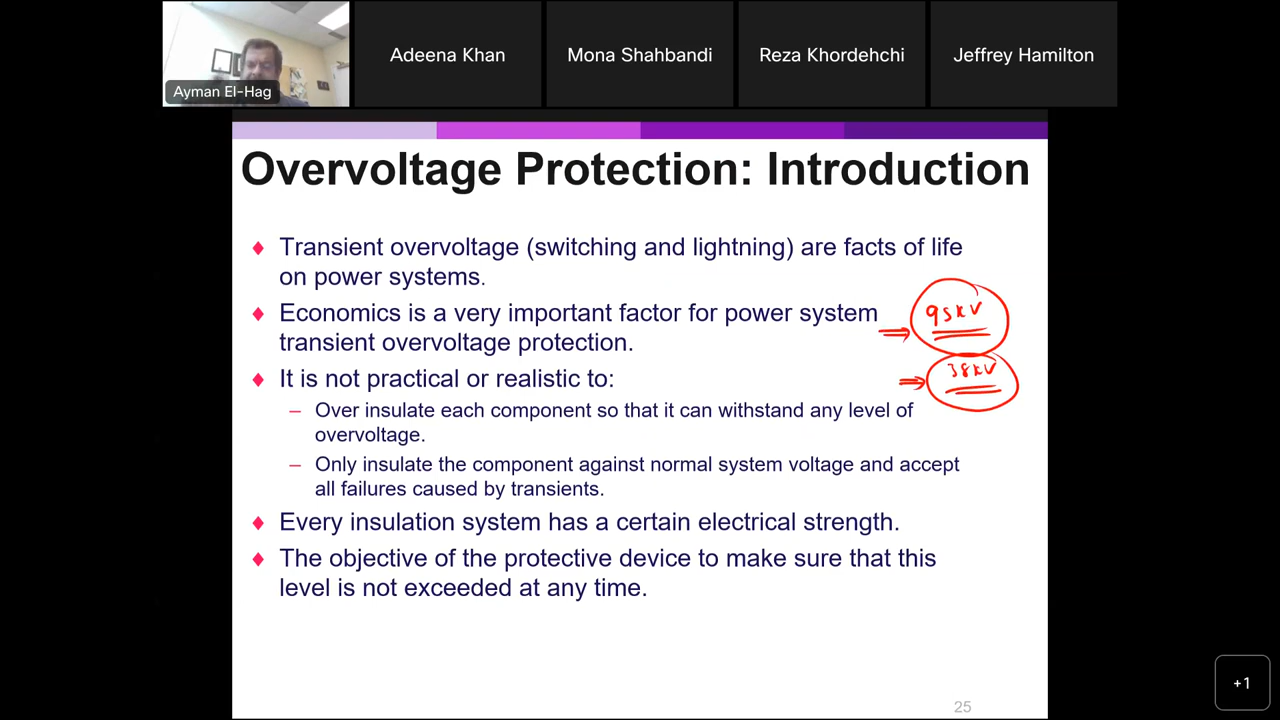 Ayman El-Hag
Adeena Khan
Mona Shahbandi
Reza Khordehchi
Jeffrey Hamilton
Overvoltage Protection: Introduction
Transient overvoltage (switching and lightning) are facts of life
on power systems.
Economics is a very important factor for power system
transient overvoltage protection.
95kV
It is not practical or realistic to:
38kV
– Over insulate each component so that it can withstand any level of
overvoltage.
– Only insulate the component against normal system voltage and accept
all failures caused by transients.
Every insulation system has a certain electrical strength.
The objective of the protective device to make sure that this
level is not exceeded at any time.
25
+1